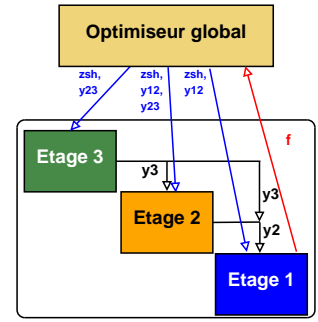 Optimiseur global
zsh,
y23
zsh,
y12,
y23
zsh,
y12
f
Etage 3
y3
y3
Etage 2
y2
Etage 1